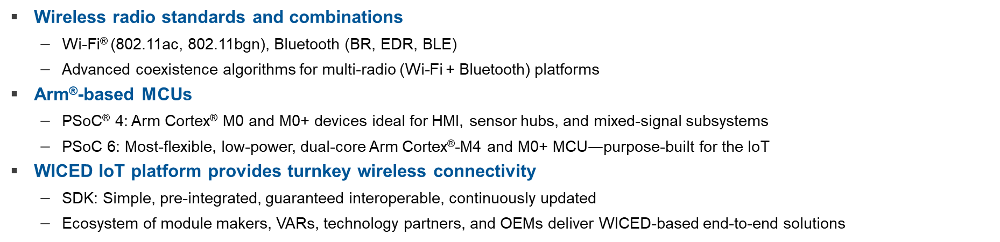 ▪ Wireless radio standards and combinations
– Wi-Fi® (802.11ac, 802.11bgn), Bluetooth (BR, EDR, BLE)
– Advanced coexistence algorithms for multi-radio (Wi-Fi + Bluetooth) platforms
▪ Arm®-based MCUs
– PSoC® 4: Arm Cortex® M0 and M0+ devices ideal for HMI, sensor hubs, and mixed-signal subsystems
– PSoC 6: Most-flexible, low-power, dual-core Arm Cortex®-M4 and M0+ MCU—purpose-built for the IoT
▪ WICED IoT platform provides turnkey wireless connectivity
– SDK: Simple, pre-integrated, guaranteed interoperable, continuously updated
– Ecosystem of module makers, VARs, technology partners, and OEMs deliver WICED-based end-to-end solutions